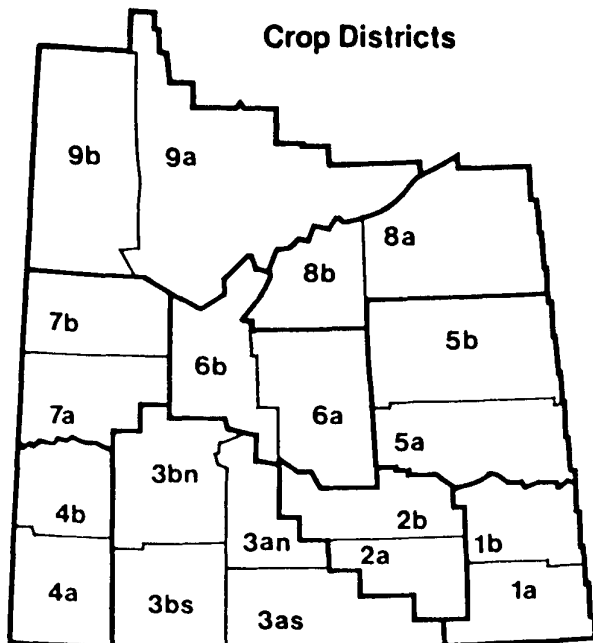 Crop Districts
9b
9a
8a
8b
7b
5b
6b
7a
6a
5a
3bn
4b
2b
3an
1b
2a
4a
1a
3bs
3as